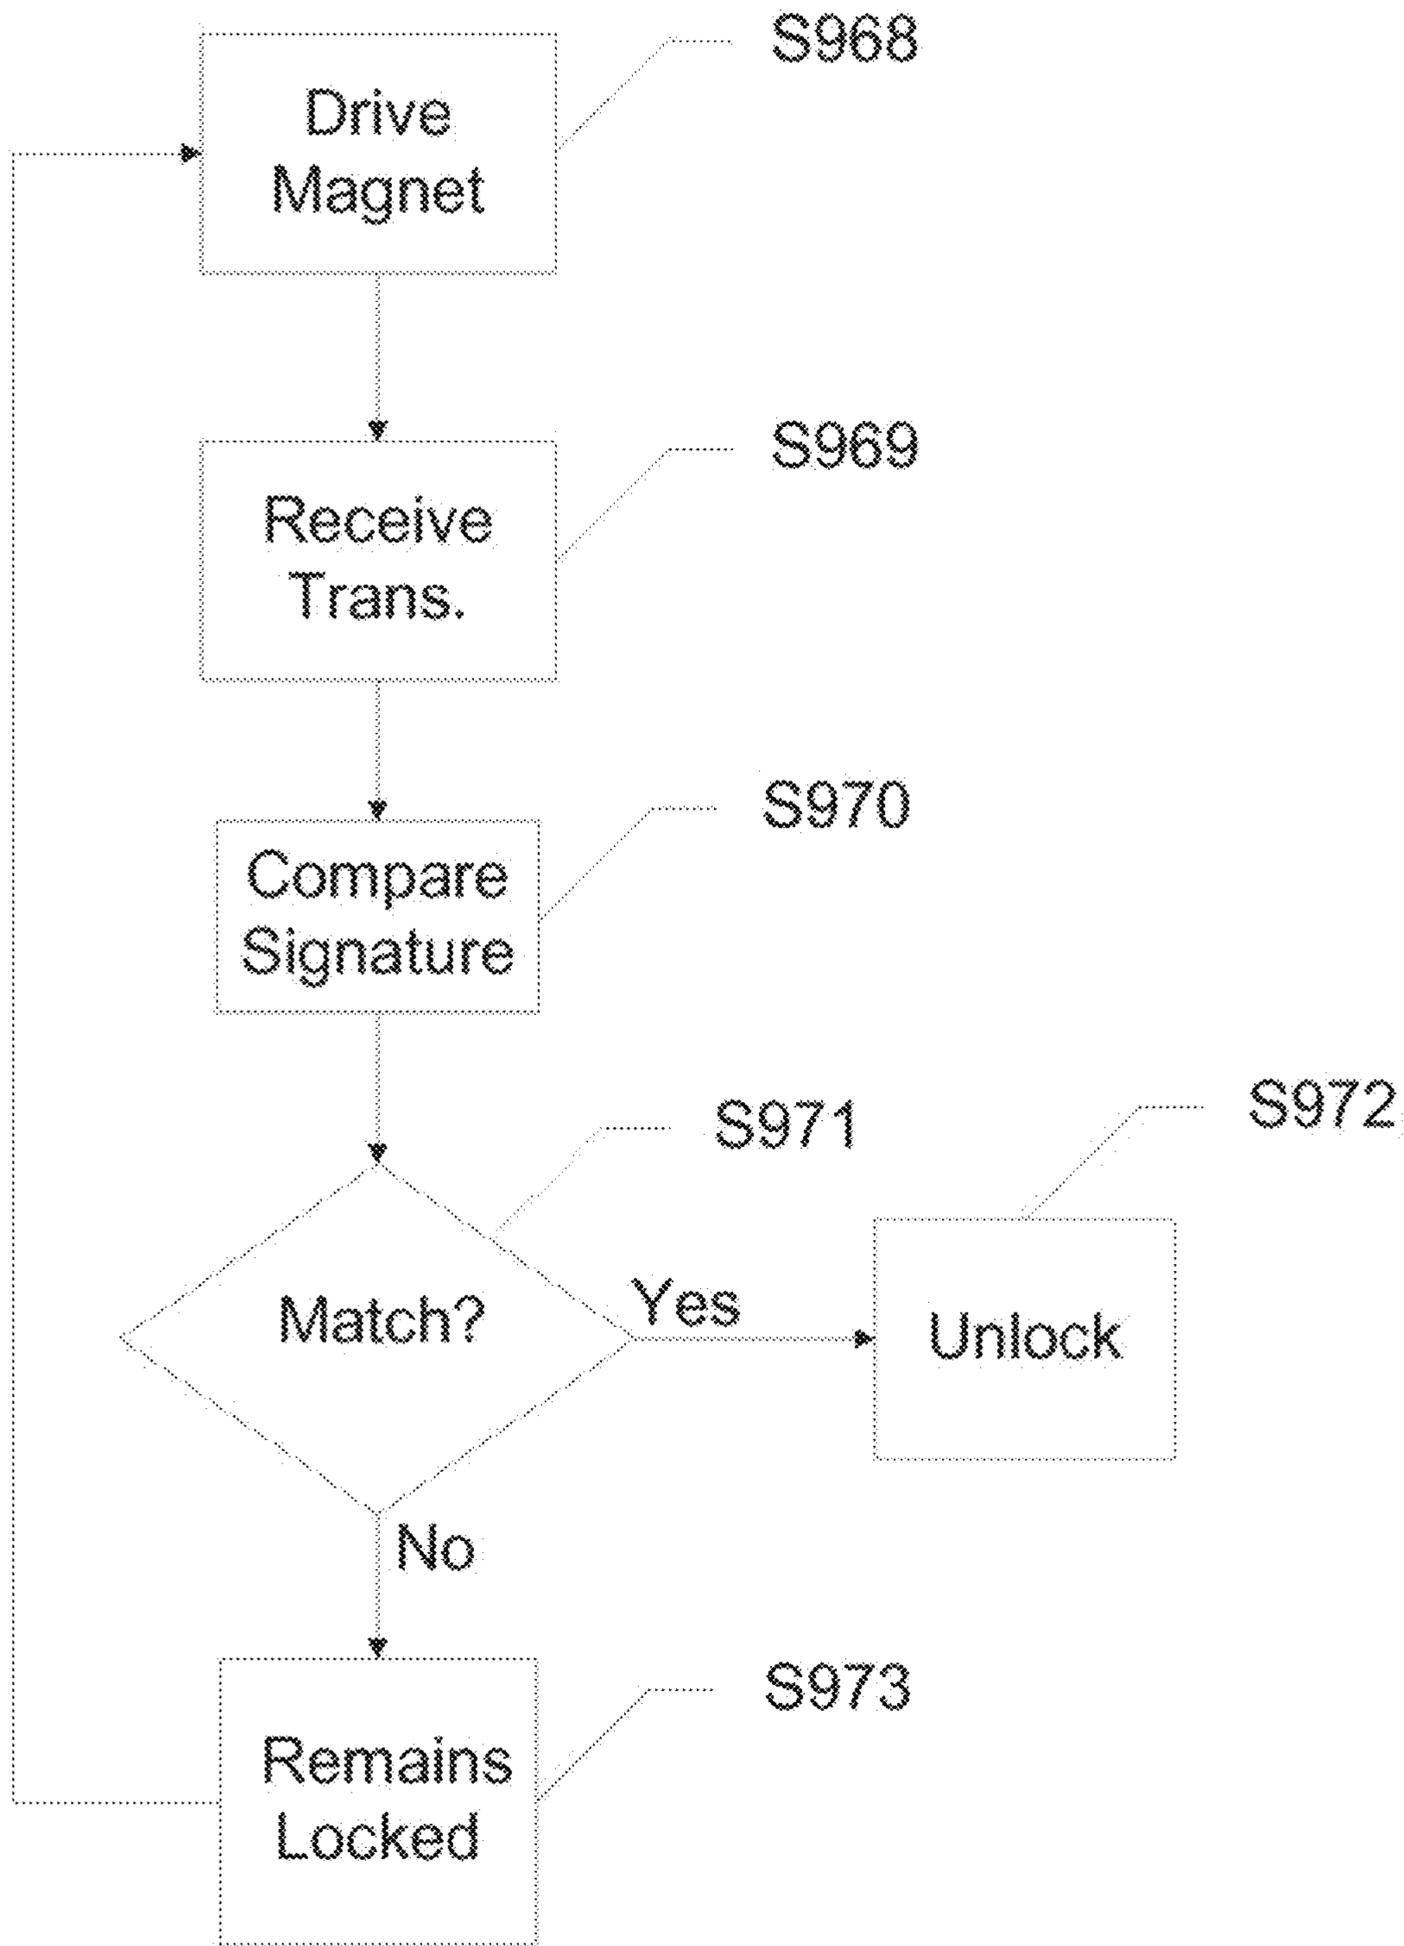 S968
Drive
Magnet
S969
Receive
Trans.
S970
Compare
Signature
S971
S972
Match?
Yes
Unlock
No
S973
Remains
Locked